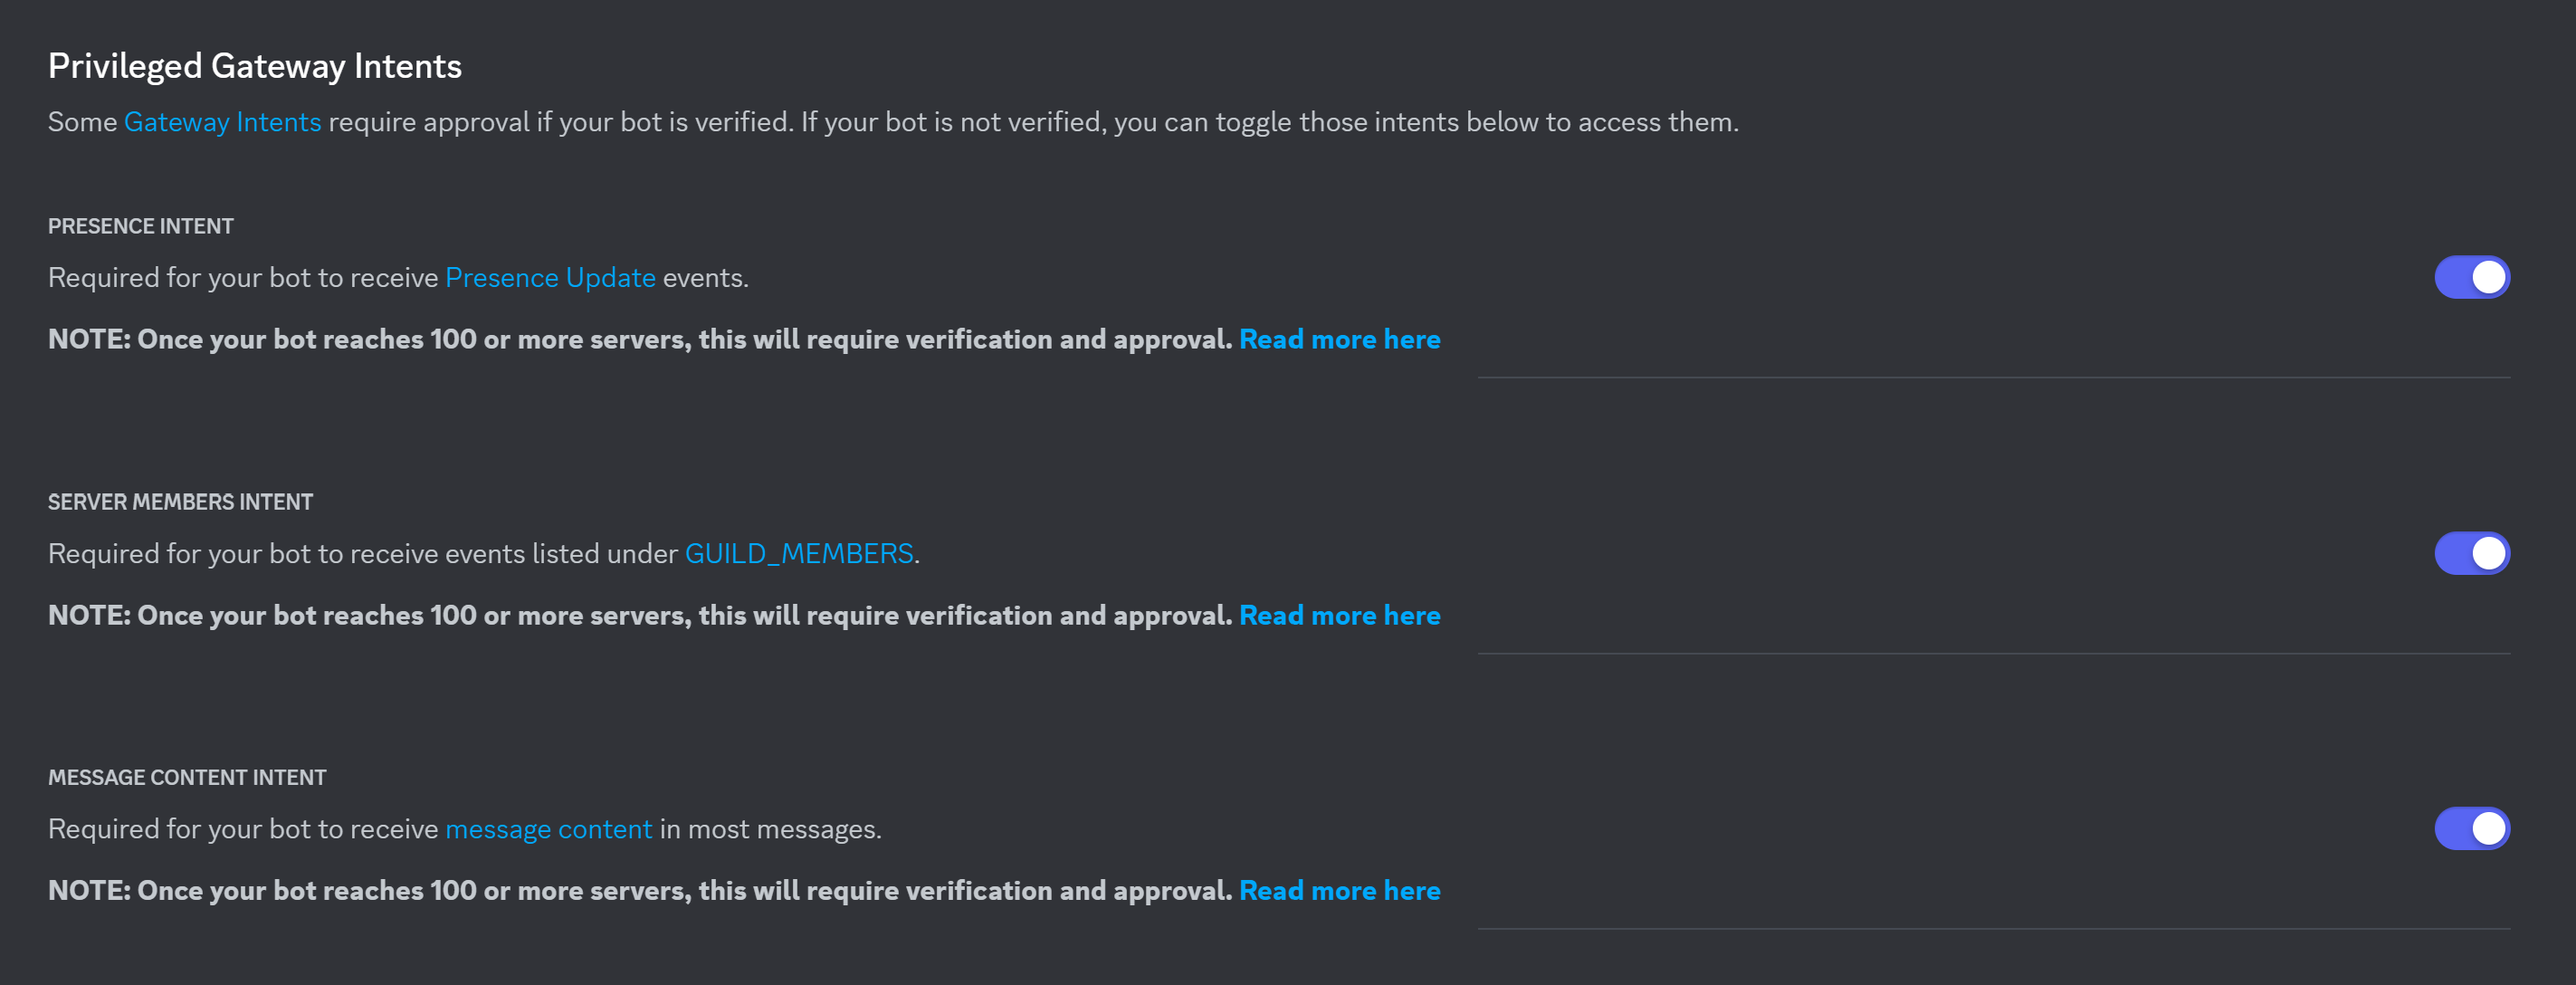 Privileged Gateway Intents
Some Gateway Intents require approval if your bot is verified. If your bot is not verified, you can toggle those intents below to access them.
PRESENCE INTENT
Required for your bot to receive Presence Update events.
NOTE: Once your bot reaches 100 or more servers, this will require verification and approval. Read more here
SERVER MEMBERS INTENT
Required for your bot to receive events listed under GUILD_MEMBERS.
NOTE: Once your bot reaches 100 or more servers, this will require verification and approval. Read more here
MESSAGE CONTENT INTENT
Required for your bot to receive message content in most messages.
NOTE: Once your bot reaches 100 or more servers, this will require verification and approval. Read more here